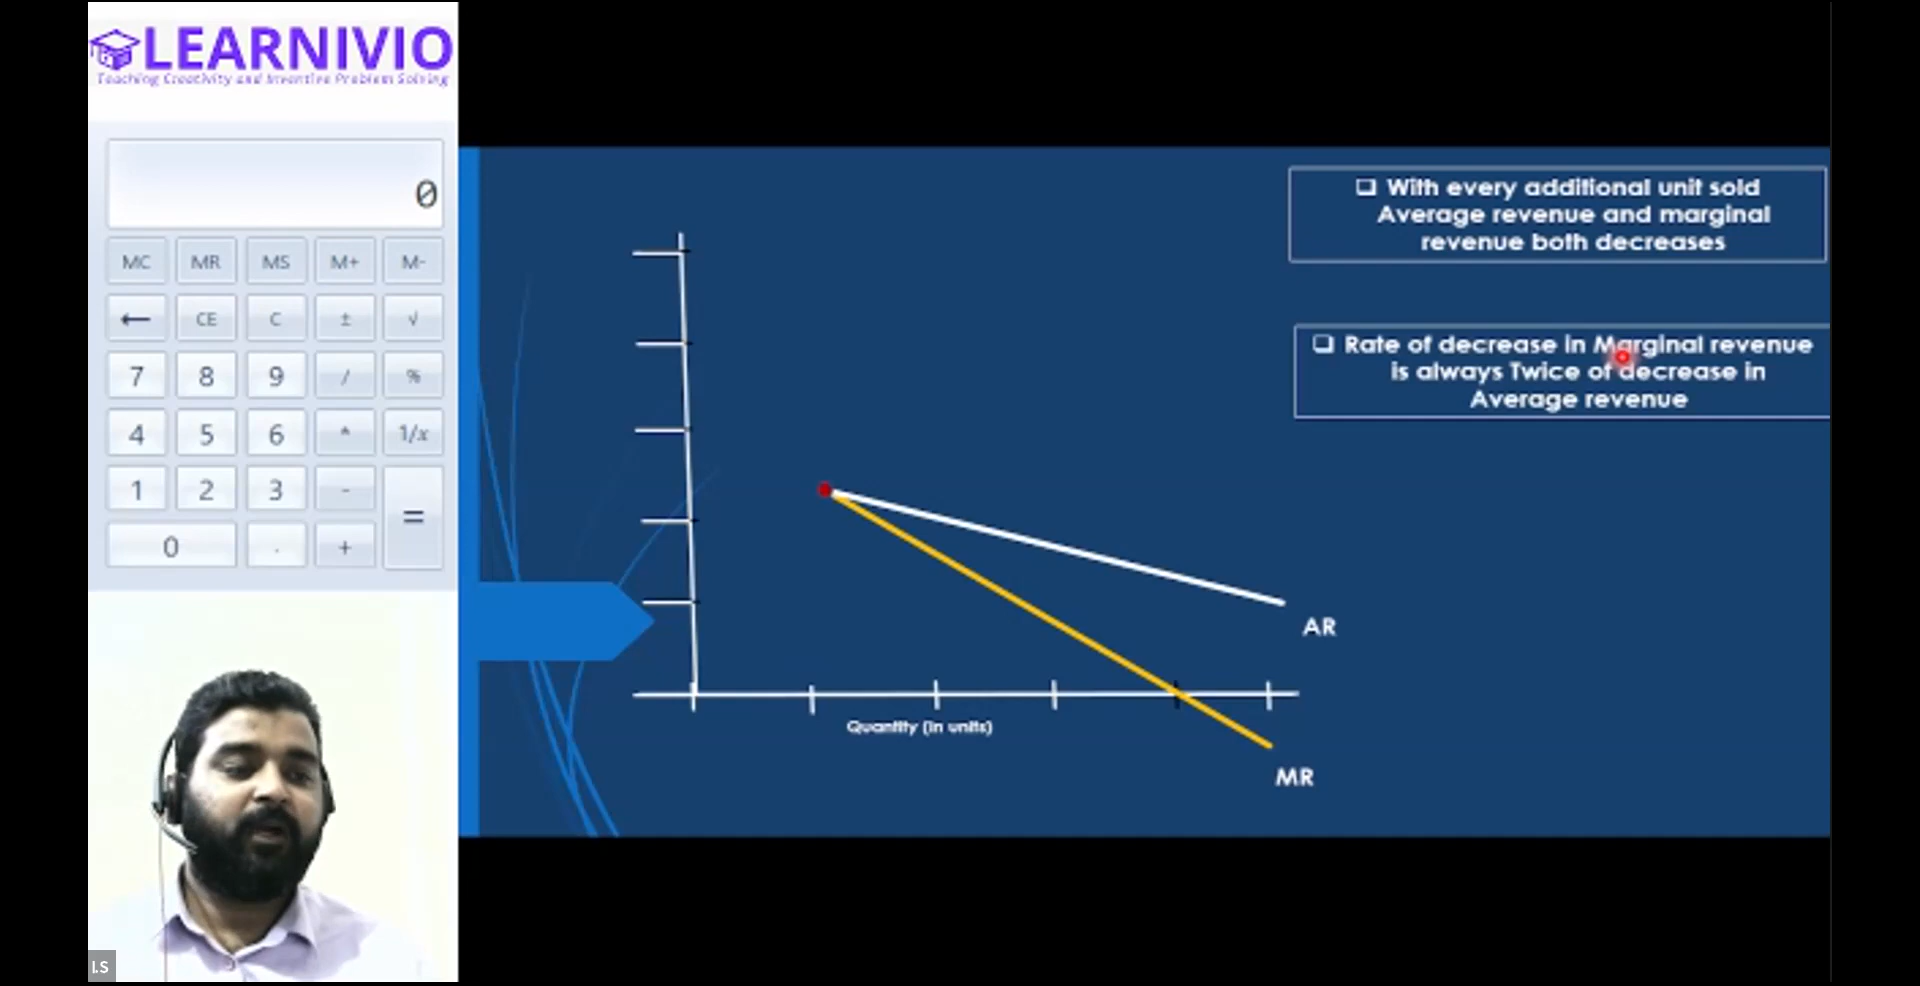 LEARNIVIO
Teaching Creativity and Inventive Problem Solving
0
MC MR MS M+ M-
← CE C ± √
7 8 9 / %
4 5 6 * 1/x
1 2 3 - =
0 . +
❑ With every additional unit sold
Average revenue and marginal
revenue both decreases
❑ Rate of decrease in Marginal revenue
is always Twice of decrease in
Average revenue
AR
Quantity (in units)
MR
I.S